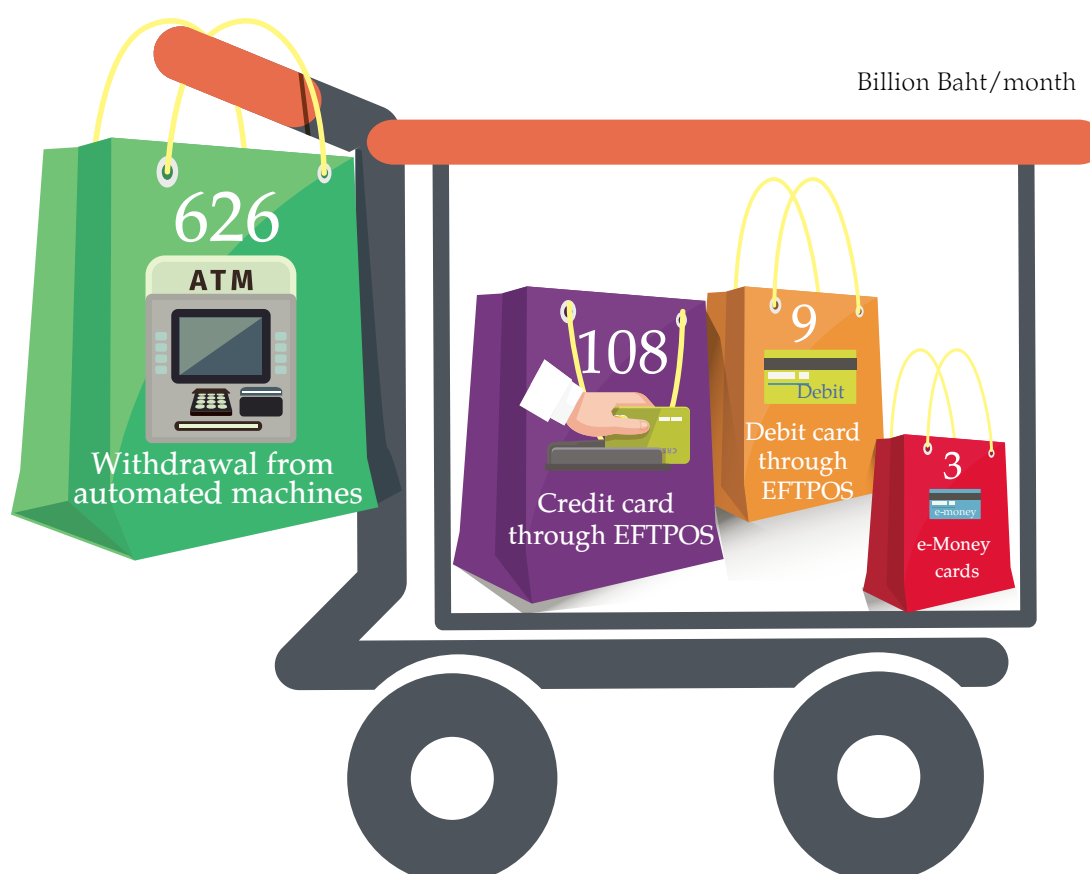 Billion Baht/month
626
ATM
Withdrawal from
automated machines
108
Credit card
through EFTPOS
9
Debit
Debit card
through
EFTPOS
3
e-money
e-Money
cards